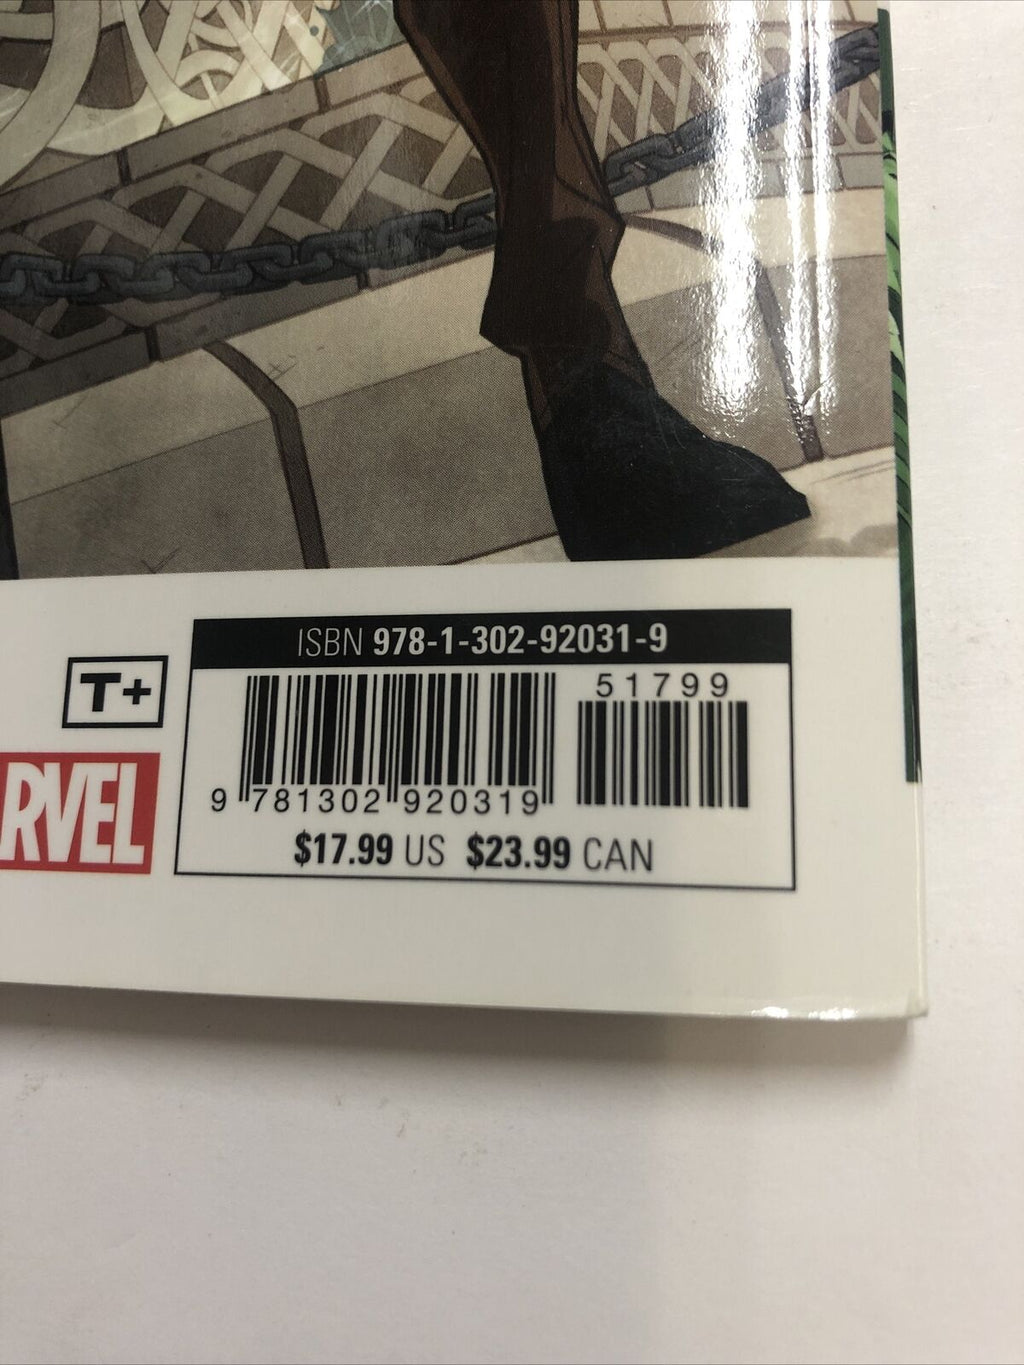 ISBN 978-1-302-92031-9
51799
T+
9 781302 920319
RVEL
$17.99 US $23.99 CAN